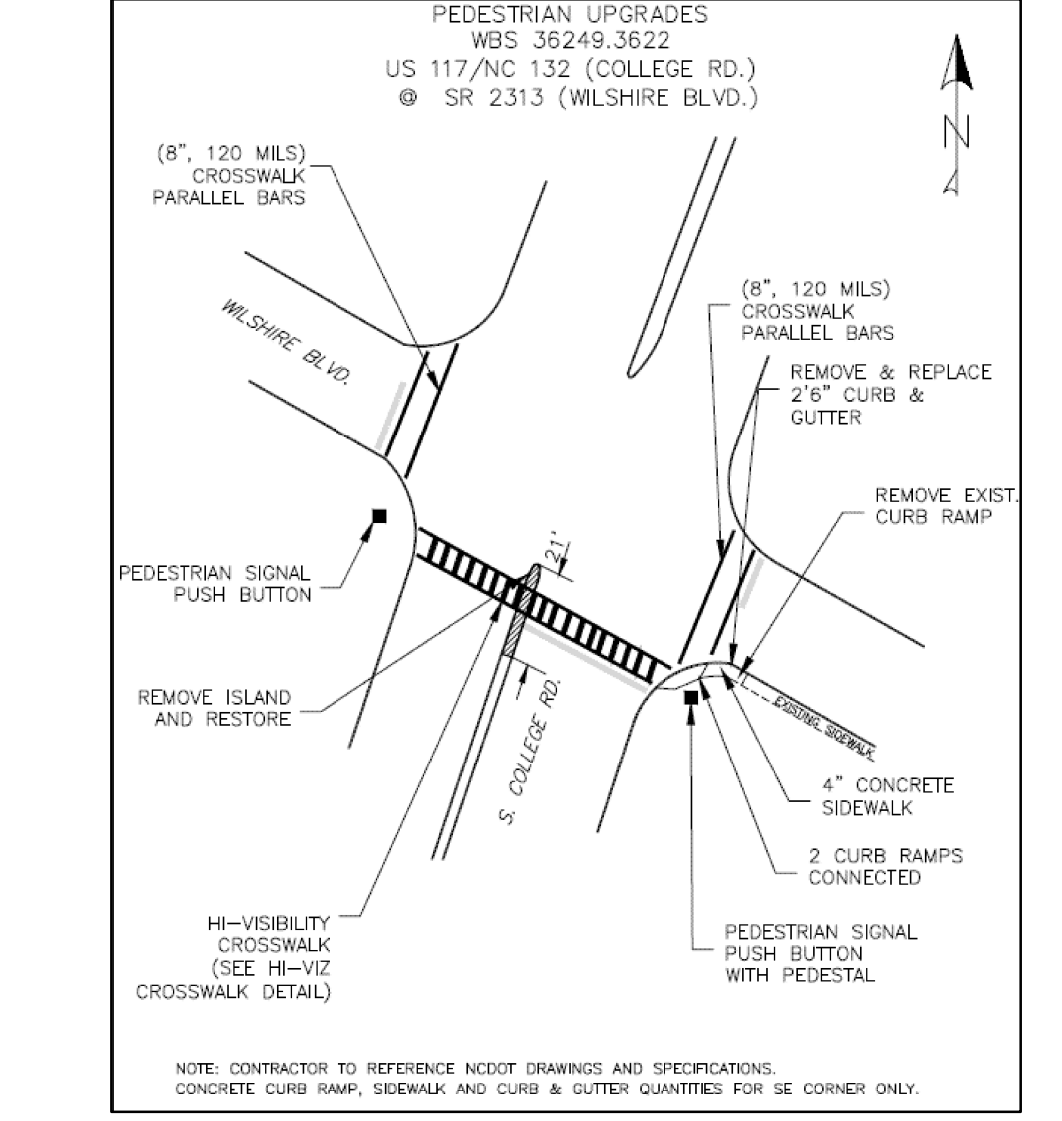 PEDESTRIAN UPGRADES
WBS 36249.3622
US 117/NC 132 (COLLEGE RD.)
@ SR 2313 (WILSHIRE BLVD.)
N
(8", 120 MILS)
CROSSWALK
PARALLEL BARS
WILSHIRE BLVD.
(8", 120 MILS)
CROSSWALK
PARALLEL BARS
REMOVE & REPLACE
2'6" CURB &
GUTTER
REMOVE EXIST.
CURB RAMP
PEDESTRIAN SIGNAL
PUSH BUTTON
21'
REMOVE ISLAND
AND RESTORE
S. COLLEGE RD.
EXISTING SIDEWALK
4" CONCRETE
SIDEWALK
2 CURB RAMPS
CONNECTED
HI-VISIBILITY
CROSSWALK
(SEE HI-VIZ
CROSSWALK DETAIL)
PEDESTRIAN SIGNAL
PUSH BUTTON
WITH PEDESTAL
NOTE: CONTRACTOR TO REFERENCE NCDOT DRAWINGS AND SPECIFICATIONS.
CONCRETE CURB RAMP, SIDEWALK AND CURB & GUTTER QUANTITIES FOR SE CORNER ONLY.